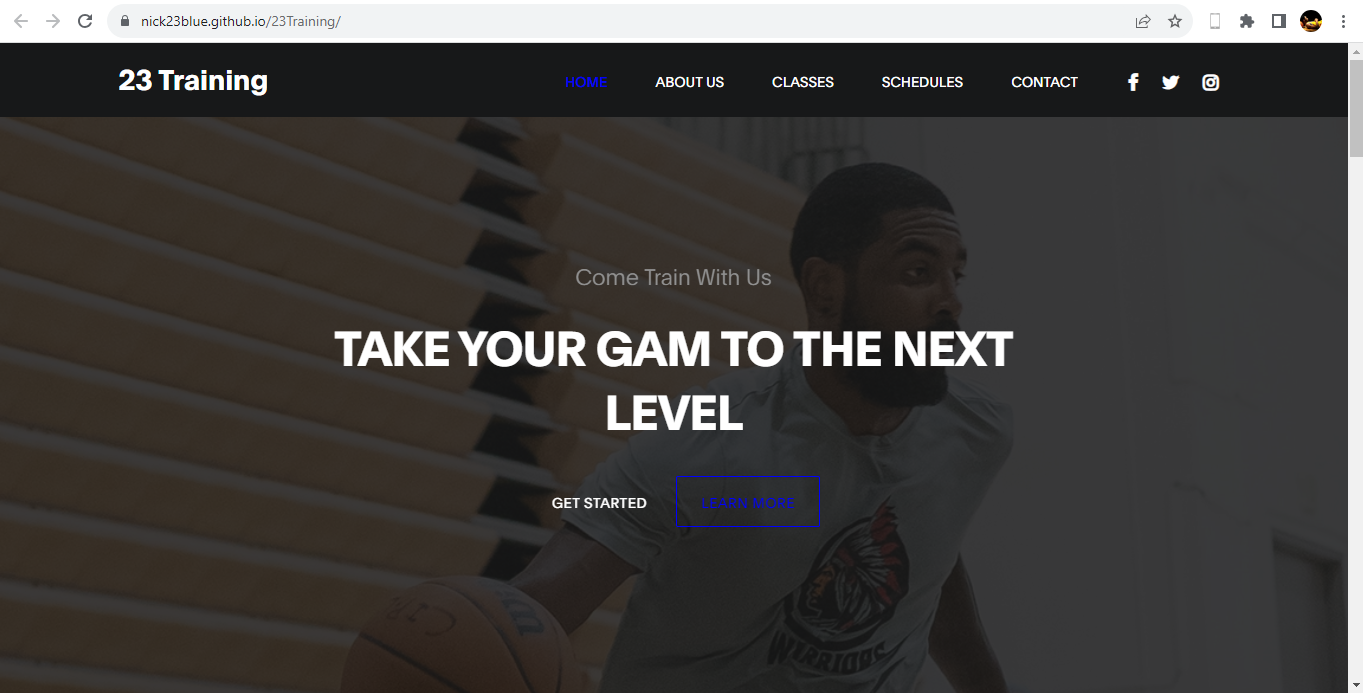 nick23blue.github.io/23Training/
23 Training
HOME ABOUT US CLASSES SCHEDULES CONTACT
Come Train With Us
TAKE YOUR GAM TO THE NEXT
LEVEL
GET STARTED LEARN MORE
WARRIORS